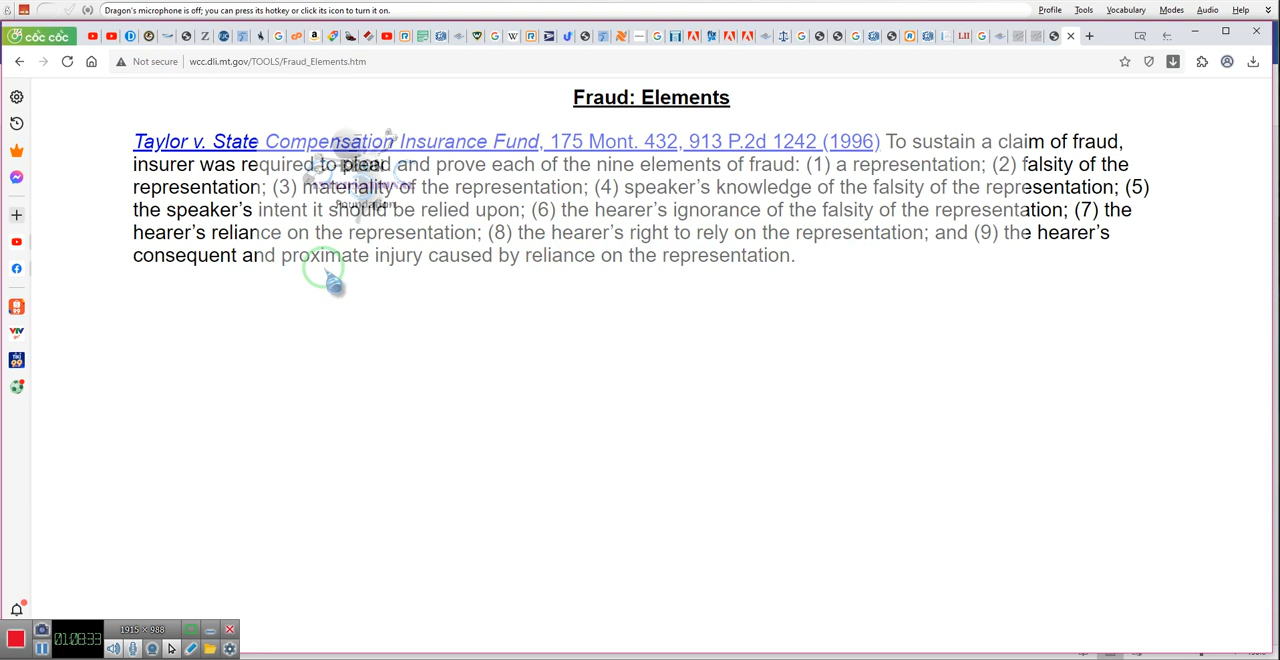 Dragon's microphone is off; you can press its hotkey or click its icon to turn it on.
Profile Tools Vocabulary Modes Audio Help
cốc cốc
Not secure wcc.dli.mt.gov/TOOLS/Fraud_Elements.htm
Fraud: Elements
Taylor v. State Compensation Insurance Fund, 175 Mont. 432, 913 P.2d 1242 (1996) To sustain a claim of fraud,
insurer was required to plead and prove each of the nine elements of fraud: (1) a representation; (2) falsity of the
representation; (3) materiality of the representation; (4) speaker's knowledge of the falsity of the representation; (5)
the speaker's intent it should be relied upon; (6) the hearer's ignorance of the falsity of the representation; (7) the
hearer's reliance on the representation; (8) the hearer's right to rely on the representation; and (9) the hearer's
consequent and proximate injury caused by reliance on the representation.
Foundation
01:08:33
1915 × 988